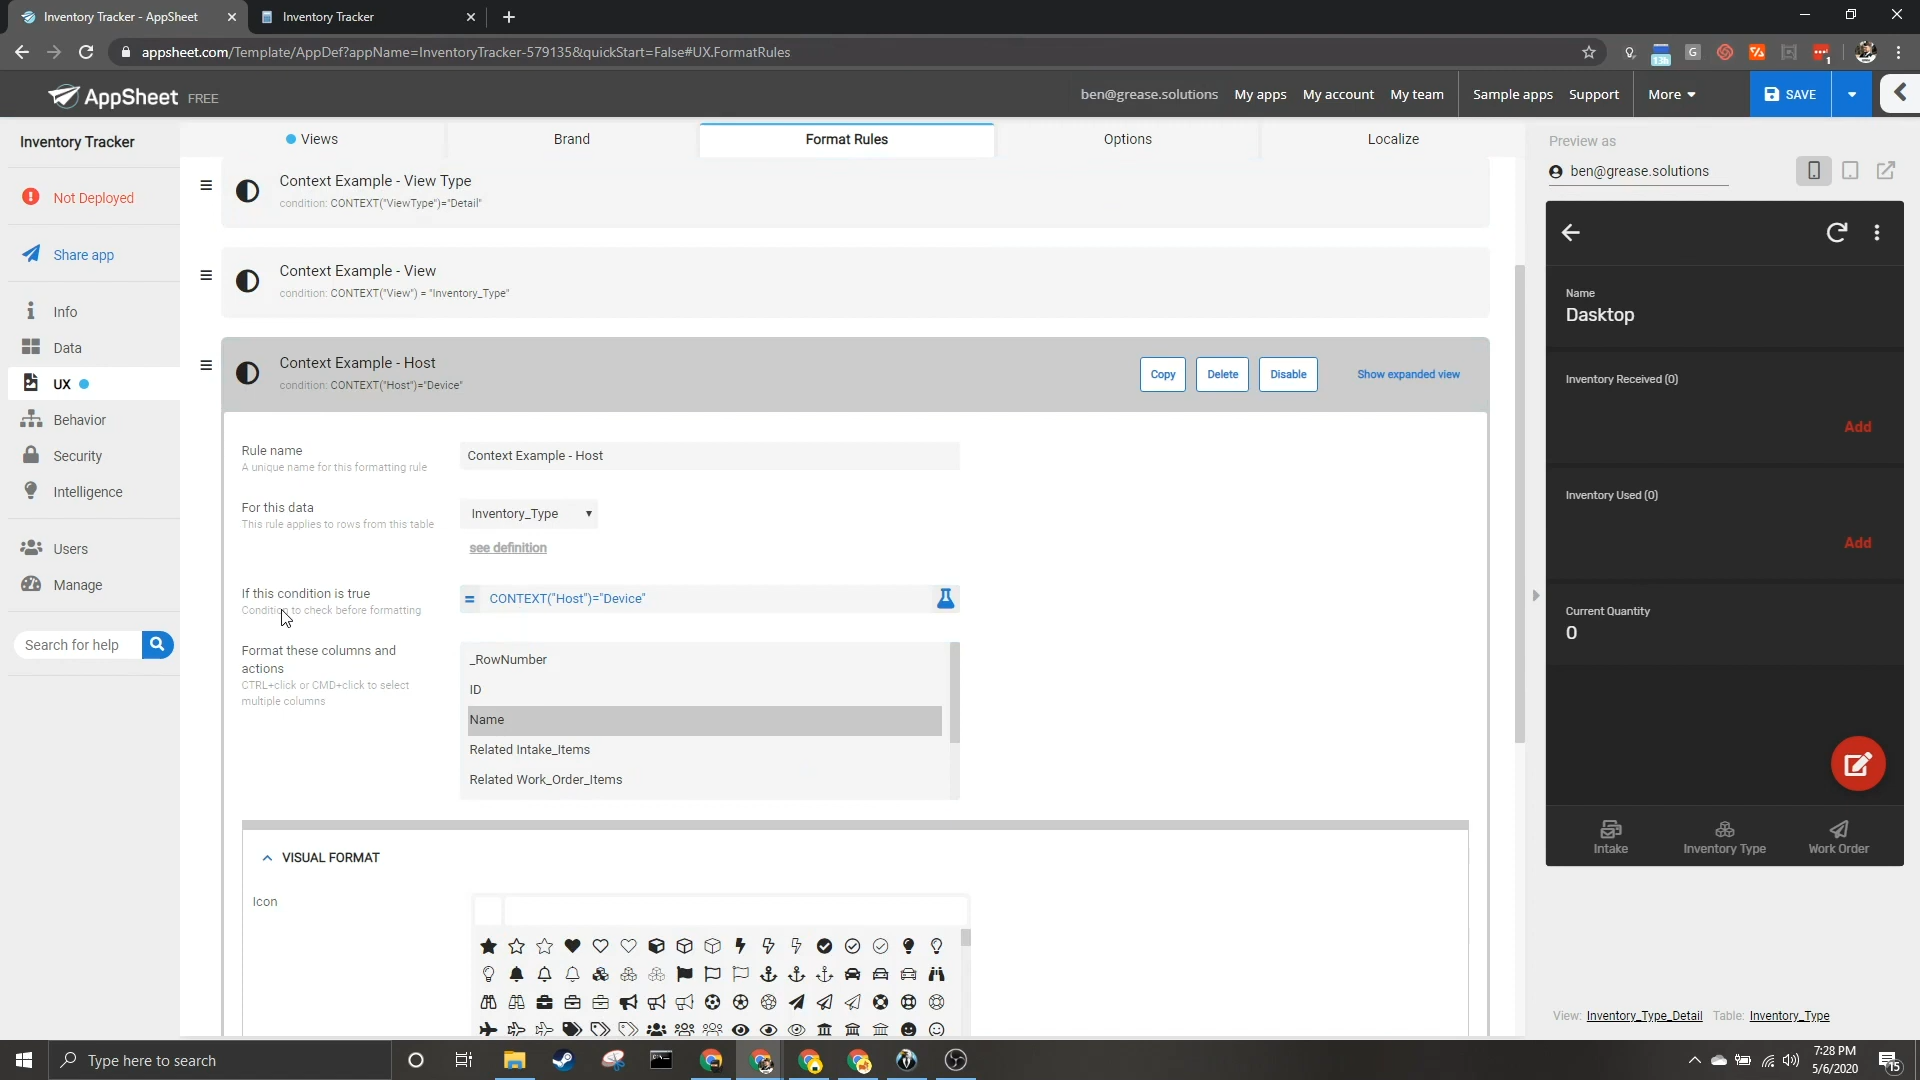 Inventory Tracker - AppSheet
Inventory Tracker
appsheet.com/Template/AppDef?appName=InventoryTracker-579135&quickStart=False#UX.FormatRules
13h
G
1
AppSheet FREE
ben@grease.solutions My apps My account My team Sample apps Support More SAVE
Inventory Tracker
Not Deployed
Share app
Info
Data
UX
Behavior
Security
Intelligence
Users
Manage
Search for help
Views Brand Format Rules Options Localize
Context Example - View Type
condition: CONTEXT("ViewType")="Detail"
Context Example - View
condition: CONTEXT("View") = "Inventory_Type"
Context Example - Host
condition: CONTEXT("Host")="Device"
Copy Delete Disable Show expanded view
Rule name
A unique name for this formatting rule
Context Example - Host
For this data
This rule applies to rows from this table
Inventory_Type
see definition
If this condition is true
Condition to check before formatting
= CONTEXT("Host")="Device"
Format these columns and
actions
CTRL+click or CMD+click to select
multiple columns
_RowNumber
ID
Name
Related Intake_Items
Related Work_Order_Items
VISUAL FORMAT
Icon
Preview as
ben@grease.solutions
Name
Dasktop
Inventory Received (0)
Add
Inventory Used (0)
Add
Current Quantity
0
Intake
Inventory Type
Work Order
View: Inventory_Type_Detail Table: Inventory_Type
Type here to search
7:28 PM
5/6/2020
15